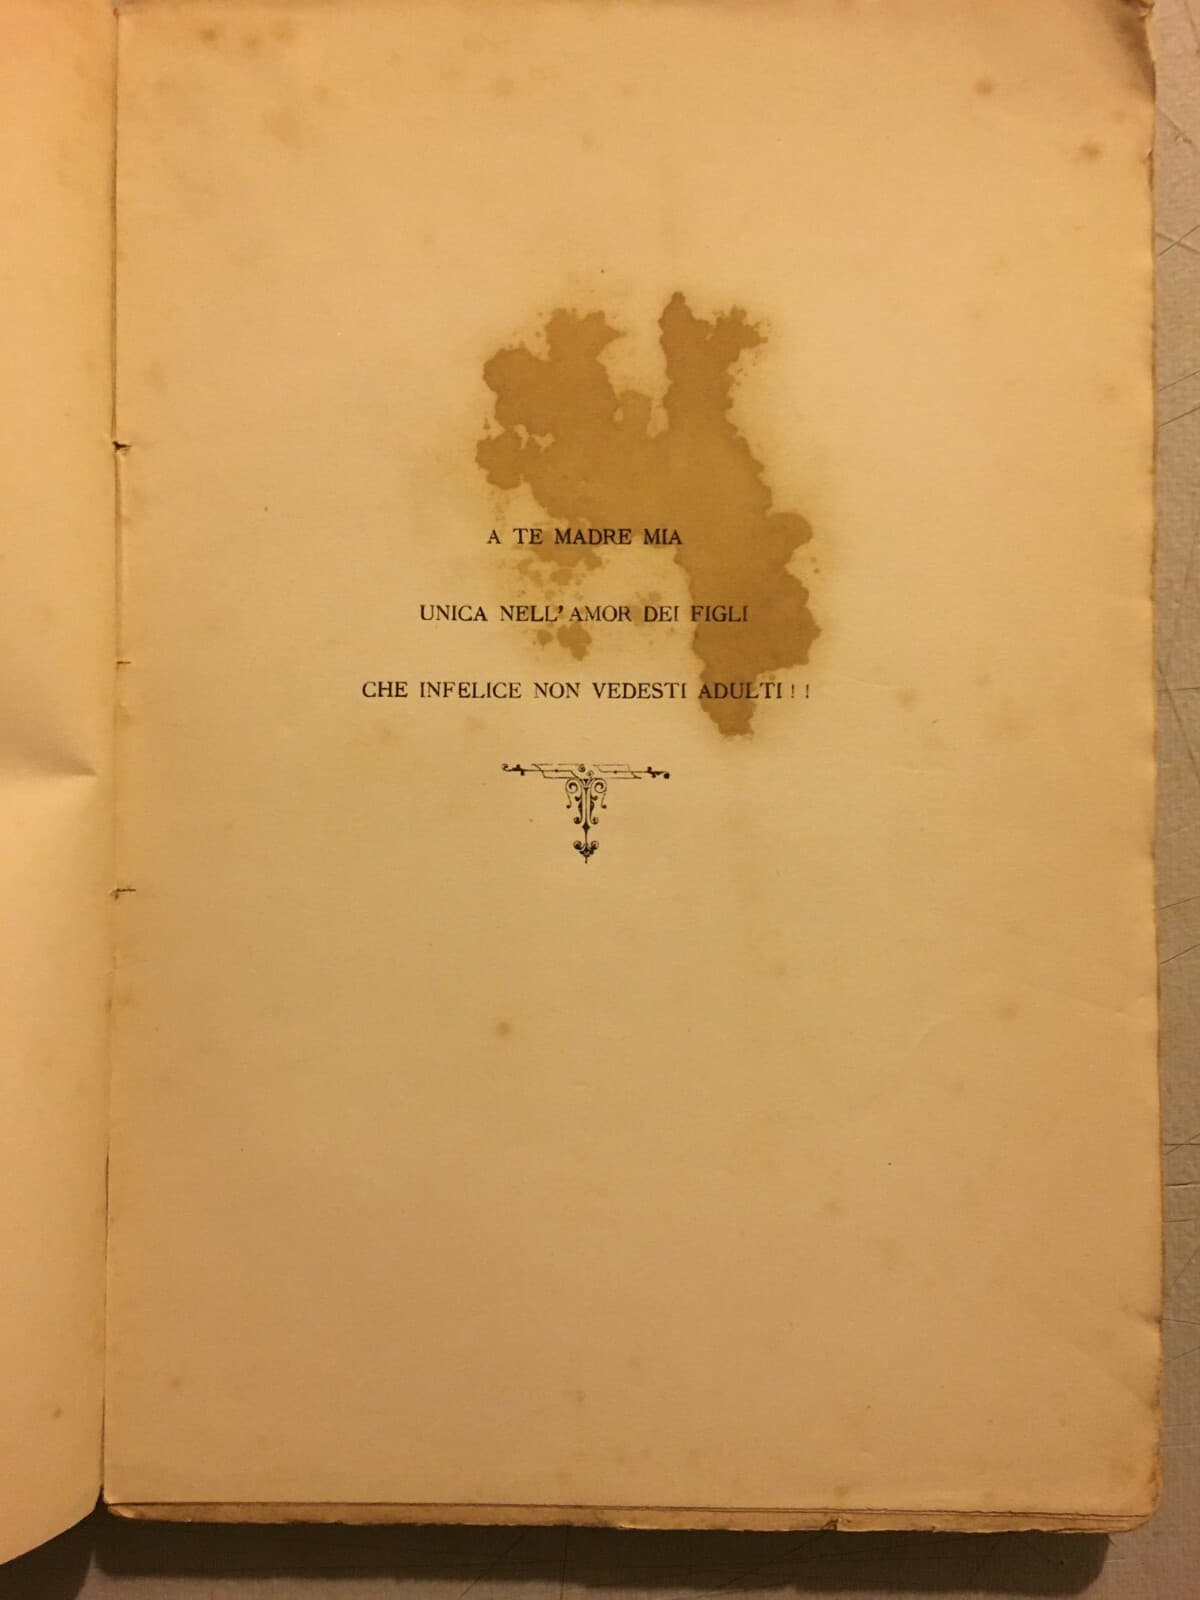 A TE MADRE MIA
UNICA NELL' AMOR DEI FIGLI
CHE INFELICE NON VEDESTI ADULTI ! !